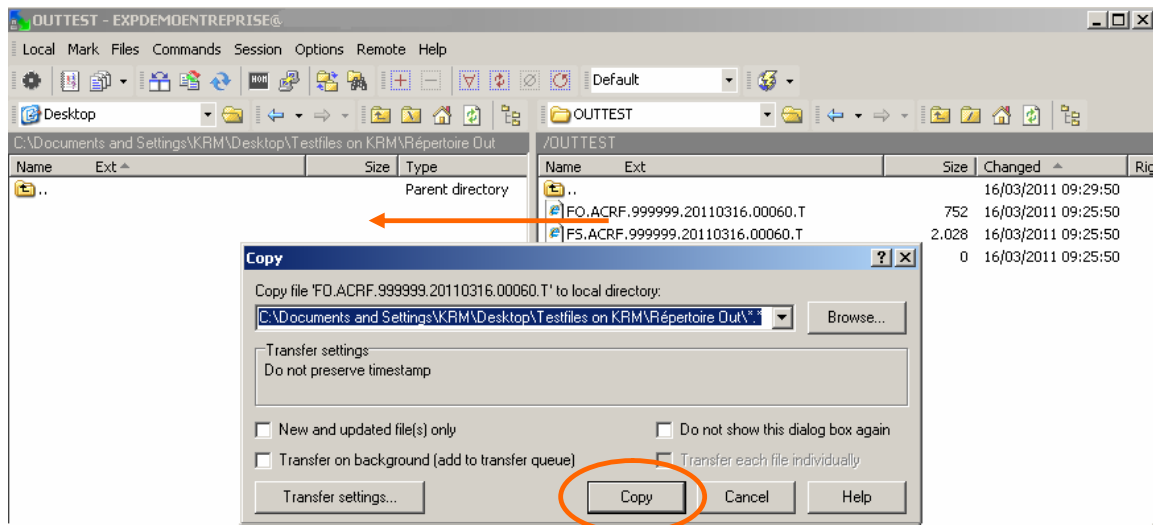 OUTTEST - EXPDEMOENTREPRISE@
Local Mark Files Commands Session Options Remote Help
Default
Desktop
OUTTEST
C:\Documents and Settings\KRM\Desktop\Testfiles on KRM\Répertoire Out
/OUTTEST
Name Ext Size Type
Name Ext Size Changed Rig
.. Parent directory
.. 16/03/2011 09:29:50
FO.ACRF.999999.20110316.00060.T 752 16/03/2011 09:25:50
FS.ACRF.999999.20110316.00060.T 2.028 16/03/2011 09:25:50
0 16/03/2011 09:25:50
Copy
Copy file 'FO.ACRF.999999.20110316.00060.T' to local directory:
C:\Documents and Settings\KRM\Desktop\Testfiles on KRM\Répertoire Out\*.*
Browse...
Transfer settings
Do not preserve timestamp
New and updated file(s) only
Do not show this dialog box again
Transfer on background (add to transfer queue)
Transfer each file individually
Transfer settings...
Copy
Cancel
Help